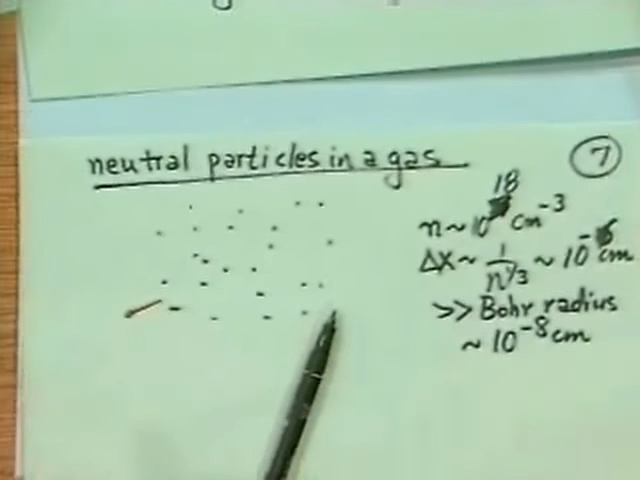 neutral particles in a gas
7
n ~ 10^18 cm^-3
Δx ~ 1/n^1/3 ~ 10^-6 cm
>> Bohr radius
~ 10^-8 cm